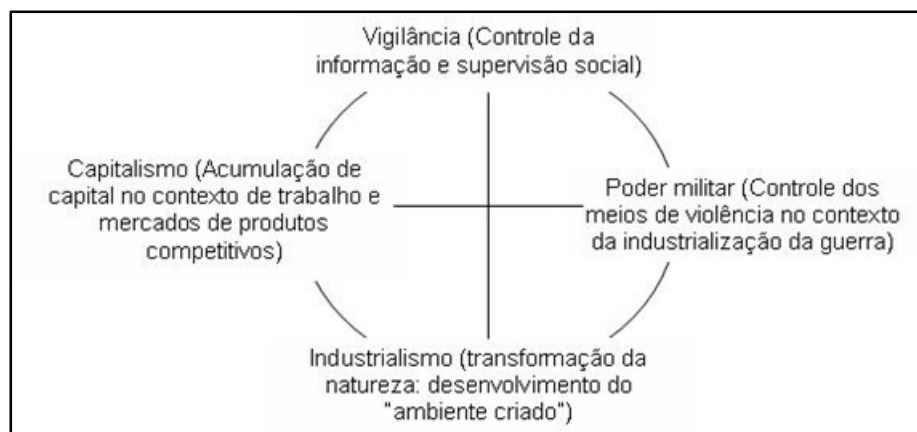 Vigilância (Controle da
informação e supervisão social)
Capitalismo (Acumulação de
capital no contexto de trabalho e
mercados de produtos
competitivos)
Poder militar (Controle dos
meios de violência no contexto
da industrialização da guerra)
Industrialismo (transformação da
natureza: desenvolvimento do
"ambiente criado")